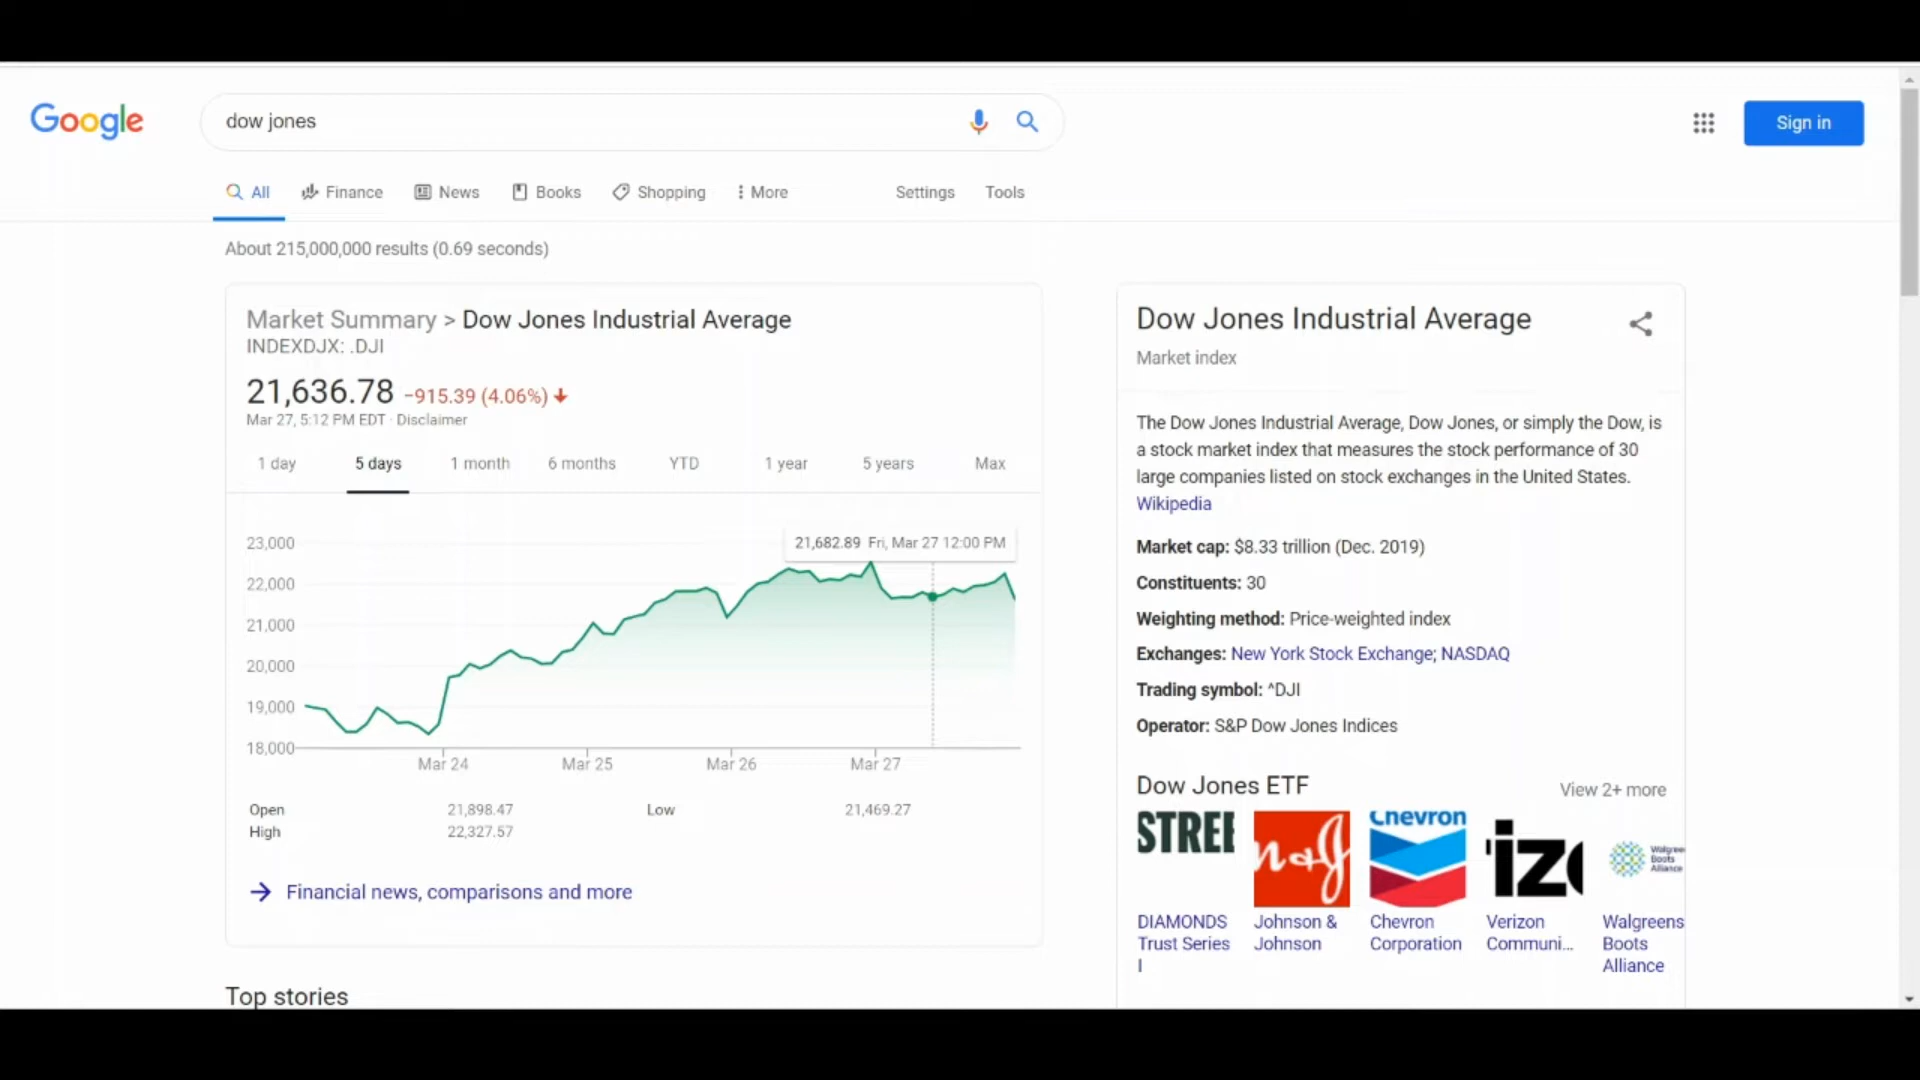 Google
dow jones
Sign in
All Finance News Books Shopping More Settings Tools
About 215,000,000 results (0.69 seconds)
Market Summary > Dow Jones Industrial Average
INDEXDJX: .DJI
21,636.78 −915.39 (4.06%)
Mar 27, 5:12 PM EDT · Disclaimer
1 day 5 days 1 month 6 months YTD 1 year 5 years Max
21,682.89 Fri, Mar 27 12:00 PM
23,000
22,000
21,000
20,000
19,000
18,000
Mar 24 Mar 25 Mar 26 Mar 27
Open 21,898.47 Low 21,469.27
High 22,327.57
Financial news, comparisons and more
Top stories
Dow Jones Industrial Average
Market index
The Dow Jones Industrial Average, Dow Jones, or simply the Dow, is
a stock market index that measures the stock performance of 30
large companies listed on stock exchanges in the United States.
Wikipedia
Market cap: $8.33 trillion (Dec. 2019)
Constituents: 30
Weighting method: Price-weighted index
Exchanges: New York Stock Exchange; NASDAQ
Trading symbol: ^DJI
Operator: S&P Dow Jones Indices
Dow Jones ETF View 2+ more
Chevron
DIAMONDS Trust Series I
Johnson & Johnson
Chevron Corporation
Verizon Communi...
Walgreens Boots Alliance